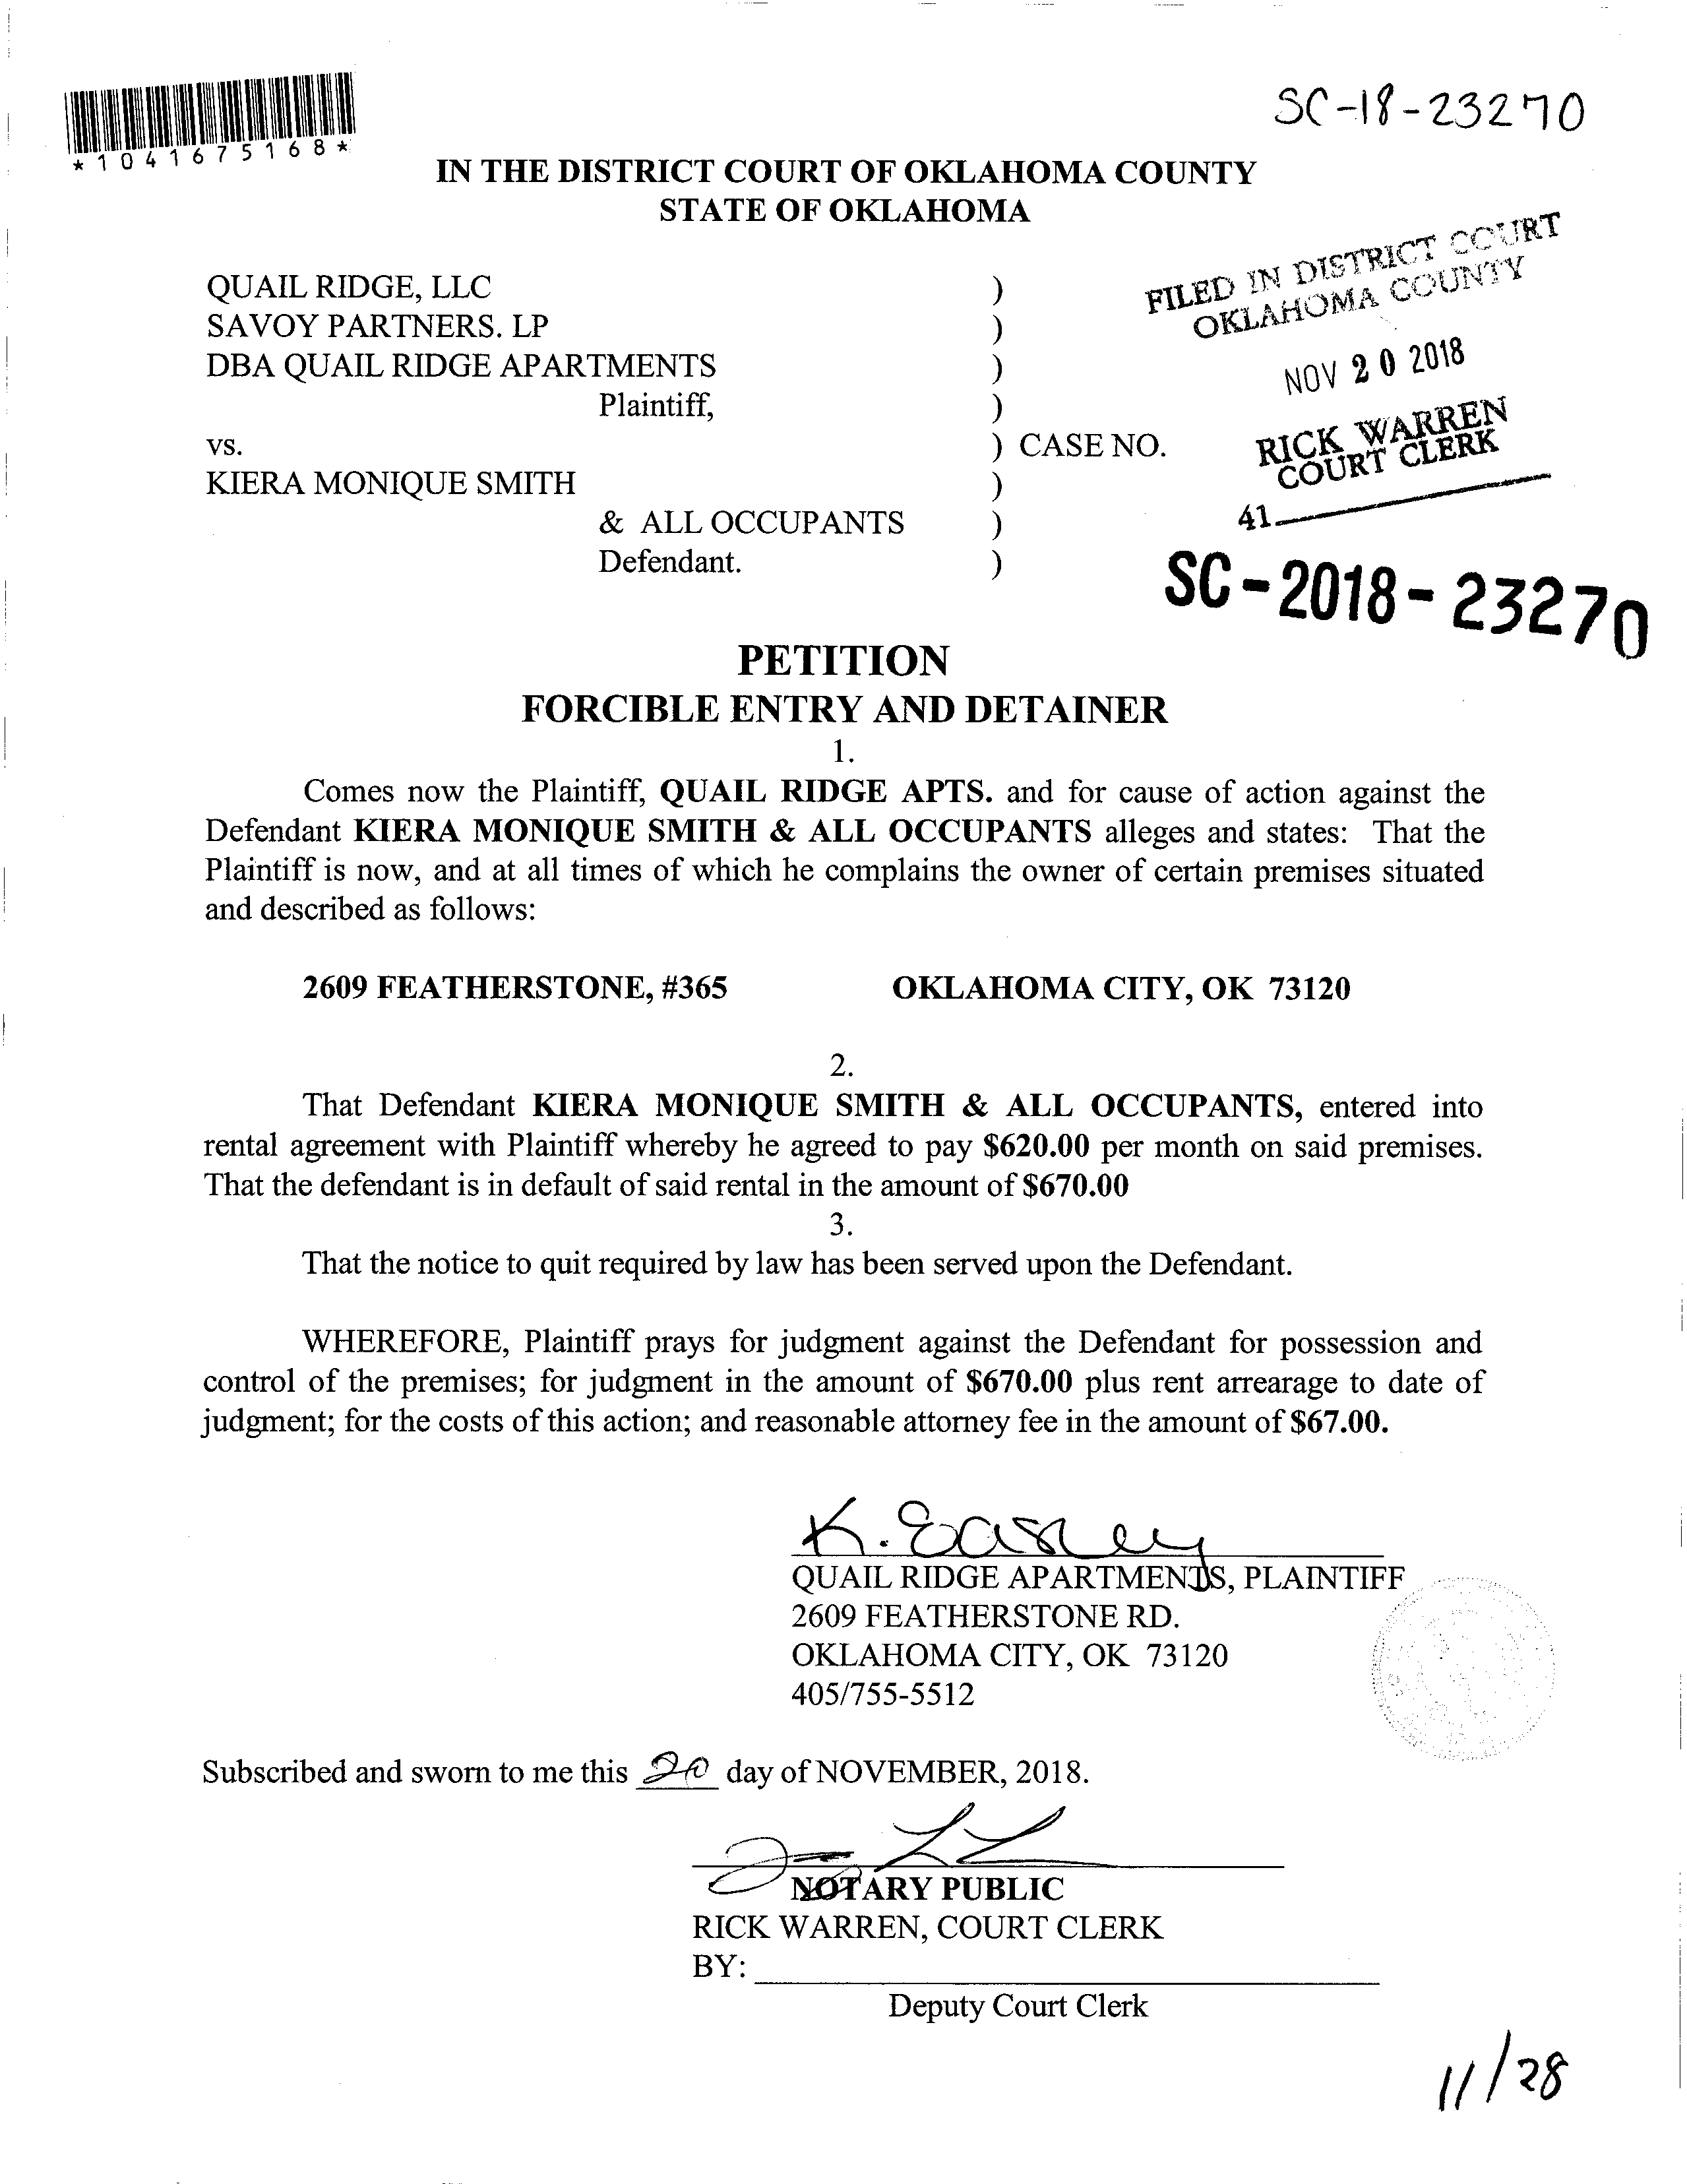 SC-18-23270
*1041675168*
IN THE DISTRICT COURT OF OKLAHOMA COUNTY
STATE OF OKLAHOMA
FILED IN DISTRICT COURT
OKLAHOMA COUNTY
NOV 20 2018
RICK WARREN
COURT CLERK
41
QUAIL RIDGE, LLC )
SAVOY PARTNERS. LP )
DBA QUAIL RIDGE APARTMENTS )
Plaintiff, )
vs. ) CASE NO.
KIERA MONIQUE SMITH )
& ALL OCCUPANTS )
Defendant. )
SC-2018-23270
PETITION
FORCIBLE ENTRY AND DETAINER
1.
Comes now the Plaintiff, QUAIL RIDGE APTS. and for cause of action against the
Defendant KIERA MONIQUE SMITH & ALL OCCUPANTS alleges and states: That the
Plaintiff is now, and at all times of which he complains the owner of certain premises situated
and described as follows:
2609 FEATHERSTONE, #365 OKLAHOMA CITY, OK 73120
2.
That Defendant KIERA MONIQUE SMITH & ALL OCCUPANTS, entered into
rental agreement with Plaintiff whereby he agreed to pay $620.00 per month on said premises.
That the defendant is in default of said rental in the amount of $670.00
3.
That the notice to quit required by law has been served upon the Defendant.
WHEREFORE, Plaintiff prays for judgment against the Defendant for possession and
control of the premises; for judgment in the amount of $670.00 plus rent arrearage to date of
judgment; for the costs of this action; and reasonable attorney fee in the amount of $67.00.
K. Easley
QUAIL RIDGE APARTMENTS, PLAINTIFF
2609 FEATHERSTONE RD.
OKLAHOMA CITY, OK 73120
405/755-5512
Subscribed and sworn to me this 20 day of NOVEMBER, 2018.
NOTARY PUBLIC
RICK WARREN, COURT CLERK
BY:
Deputy Court Clerk
11/28